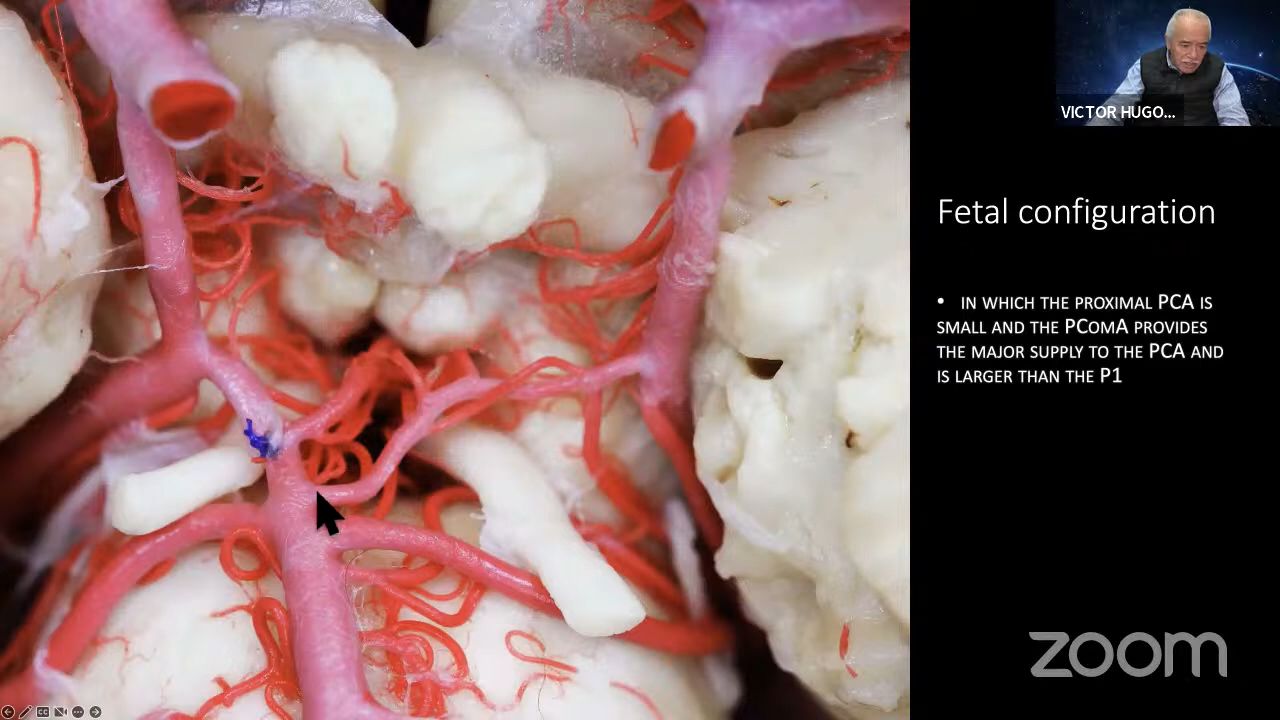 VICTOR HUGO...
Fetal configuration
• IN WHICH THE PROXIMAL PCA IS
SMALL AND THE PCOMA PROVIDES
THE MAJOR SUPPLY TO THE PCA AND
IS LARGER THAN THE P1
zoom